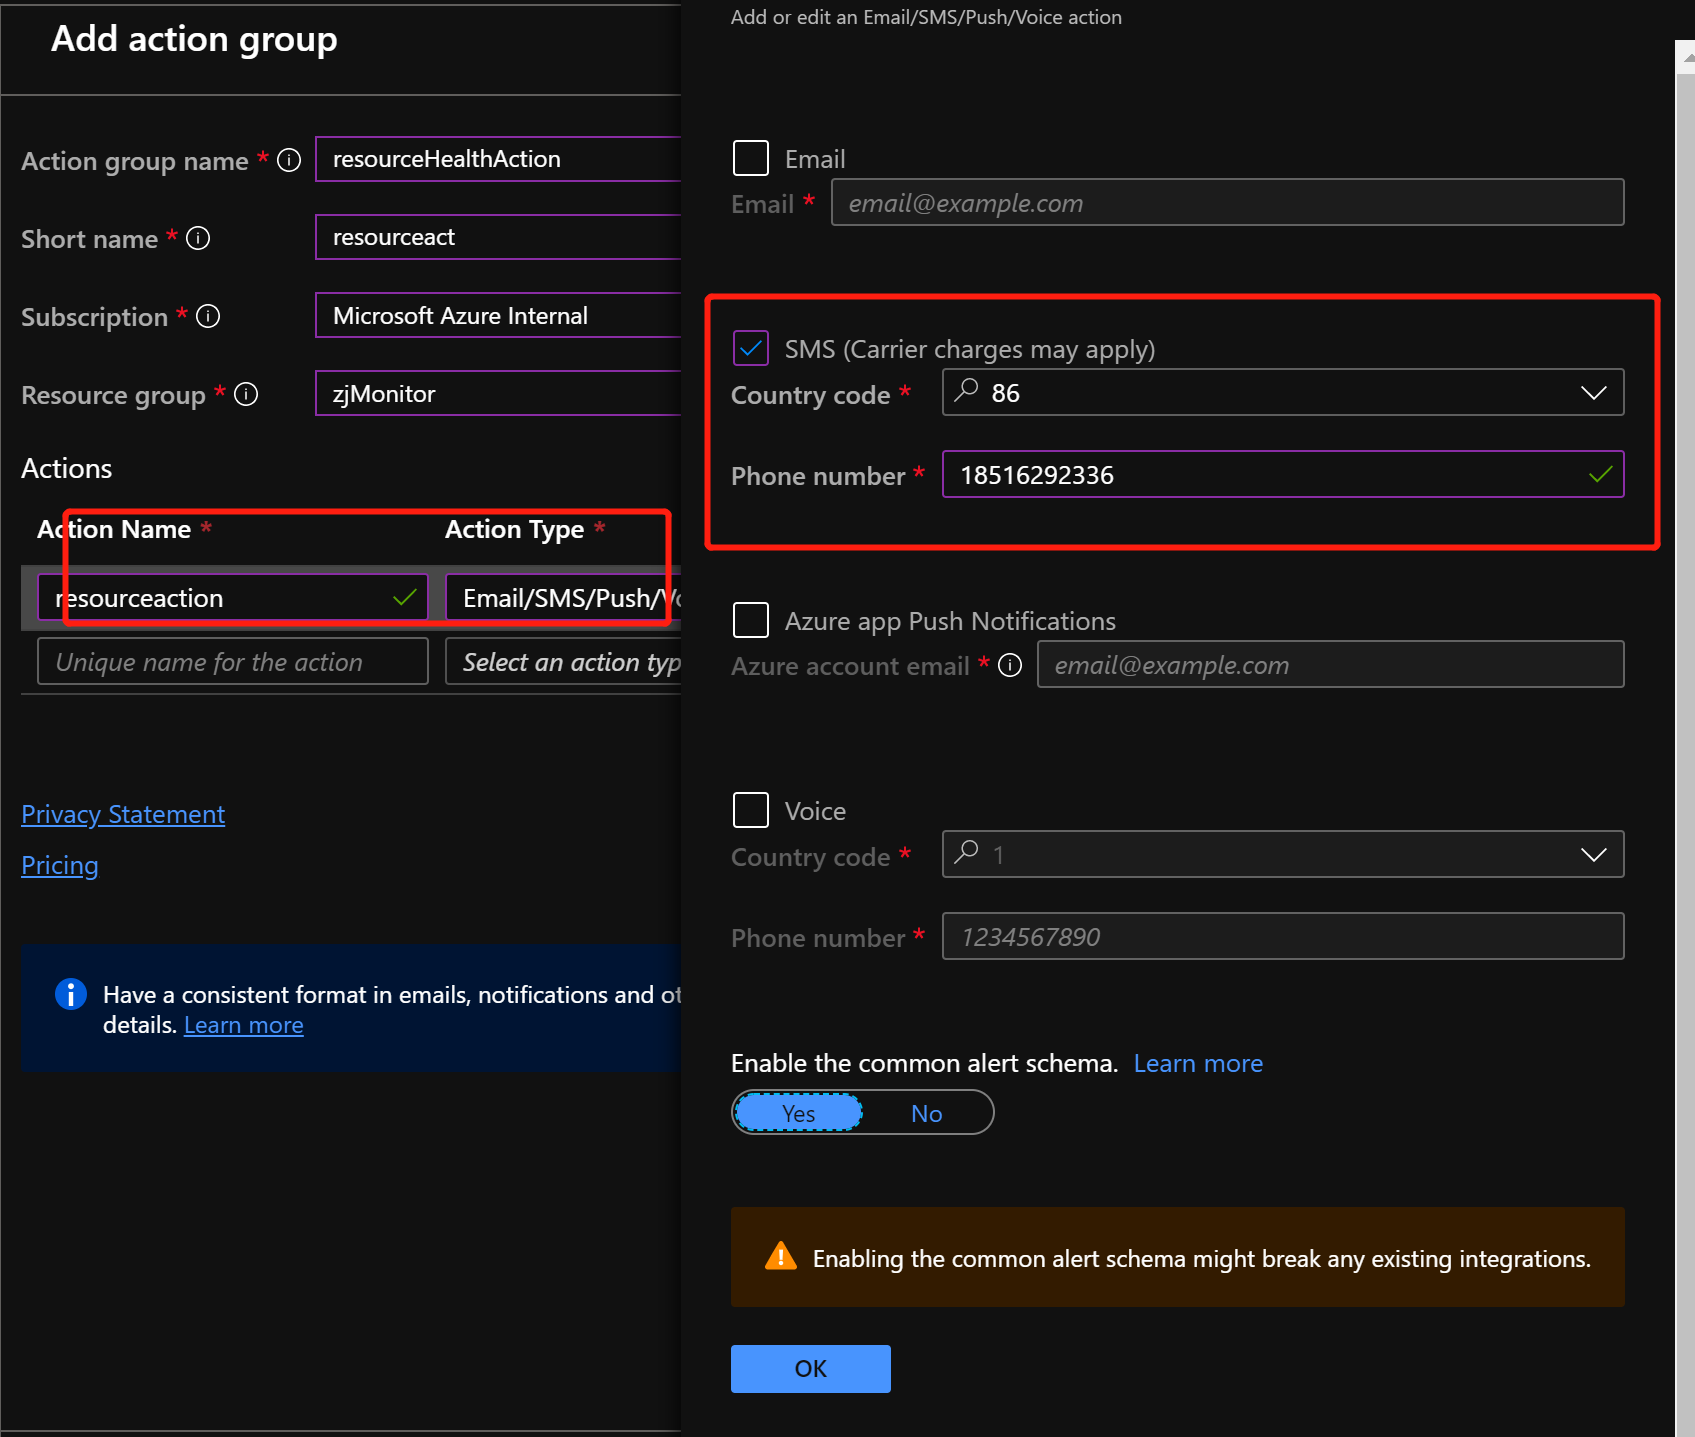 Add action group
Action group name *
resourceHealthAction
Short name *
resourceact
Subscription *
Microsoft Azure Internal
Resource group *
zjMonitor
Actions
Action Name *
Action Type *
resourceaction
Email/SMS/Push/Vo
Unique name for the action
Select an action typ
Privacy Statement
Pricing
Have a consistent format in emails, notifications and ot
details. Learn more
Add or edit an Email/SMS/Push/Voice action
Email
Email *
email@example.com
SMS (Carrier charges may apply)
Country code *
86
Phone number *
18516292336
Azure app Push Notifications
Azure account email *
email@example.com
Voice
Country code *
1
Phone number *
1234567890
Enable the common alert schema. Learn more
Yes
No
Enabling the common alert schema might break any existing integrations.
OK